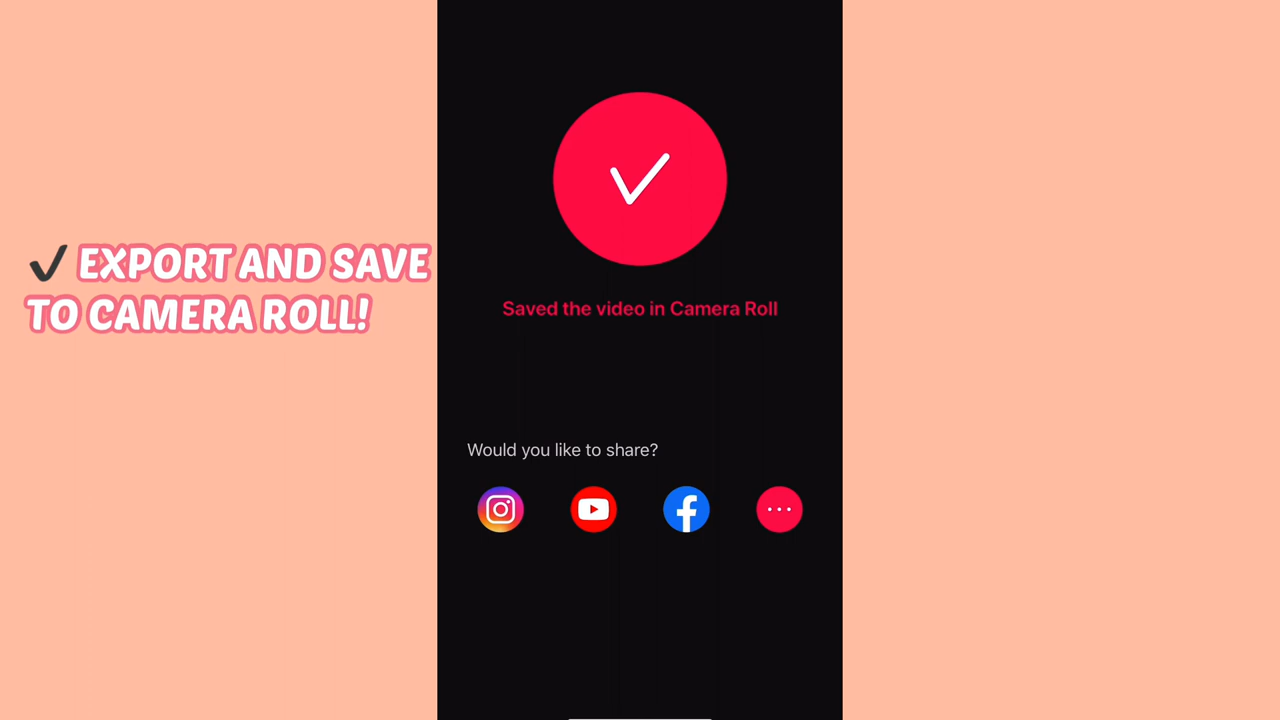 ✔ EXPORT AND SAVE
TO CAMERA ROLL!
Saved the video in Camera Roll
Would you like to share?